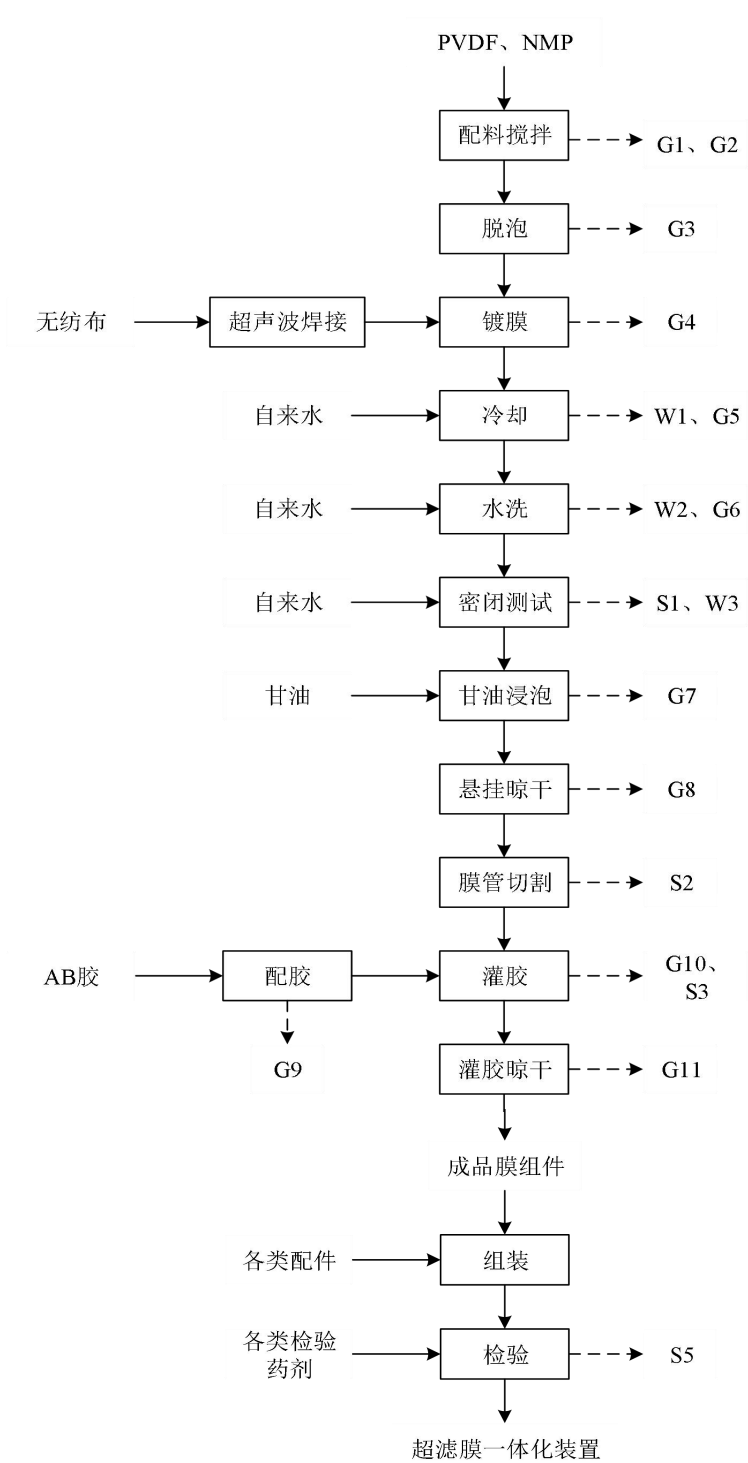 PVDF、NMP
配料搅拌
G1、G2
脱泡
G3
无纺布
超声波焊接
镀膜
G4
自来水
冷却
W1、G5
自来水
水洗
W2、G6
自来水
密闭测试
S1、W3
甘油
甘油浸泡
G7
悬挂晾干
G8
膜管切割
S2
AB胶
配胶
灌胶
G10、
S3
G9
灌胶晾干
G11
成品膜组件
各类配件
组装
各类检验
药剂
检验
S5
超滤膜一体化装置